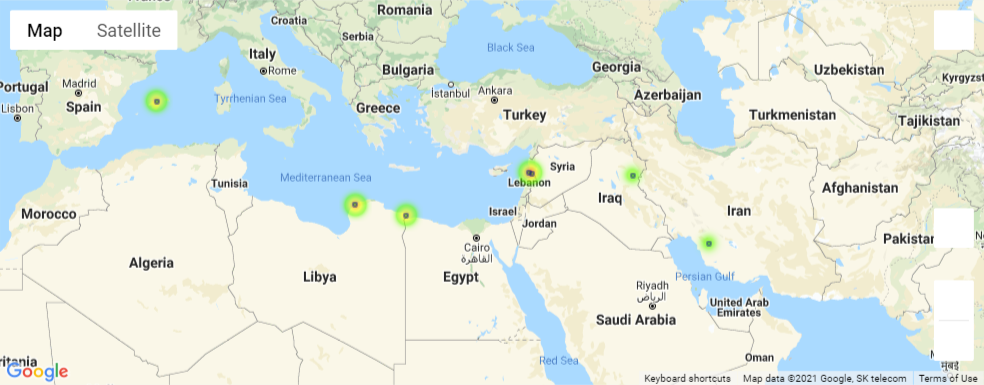 Map
Satellite
Romania
Croatia
Serbia
Italy
Rome
Black Sea
Bulgaria
Georgia
Uzbekistan
Kyrgyzst
Portugal
Madrid
Spain
Lisbon
Tyrrhenian Sea
Greece
İstanbul
Ankara
Turkey
Azerbaijan
Turkmenistan
Tajikistan
Mediterranean Sea
Tunisia
Syria
Lebanon
Iraq
Iran
Afghanistan
Morocco
Israel
Jordan
Pakistan
Algeria
Libya
Cairo
القاهرة
Egypt
Persian Gulf
Riyadh
الرياض
Saudi Arabia
United Arab
Emirates
Oman
Red Sea
ritania
Google
Keyboard shortcuts
Map data ©2021 Google, SK telecom
Terms of Use